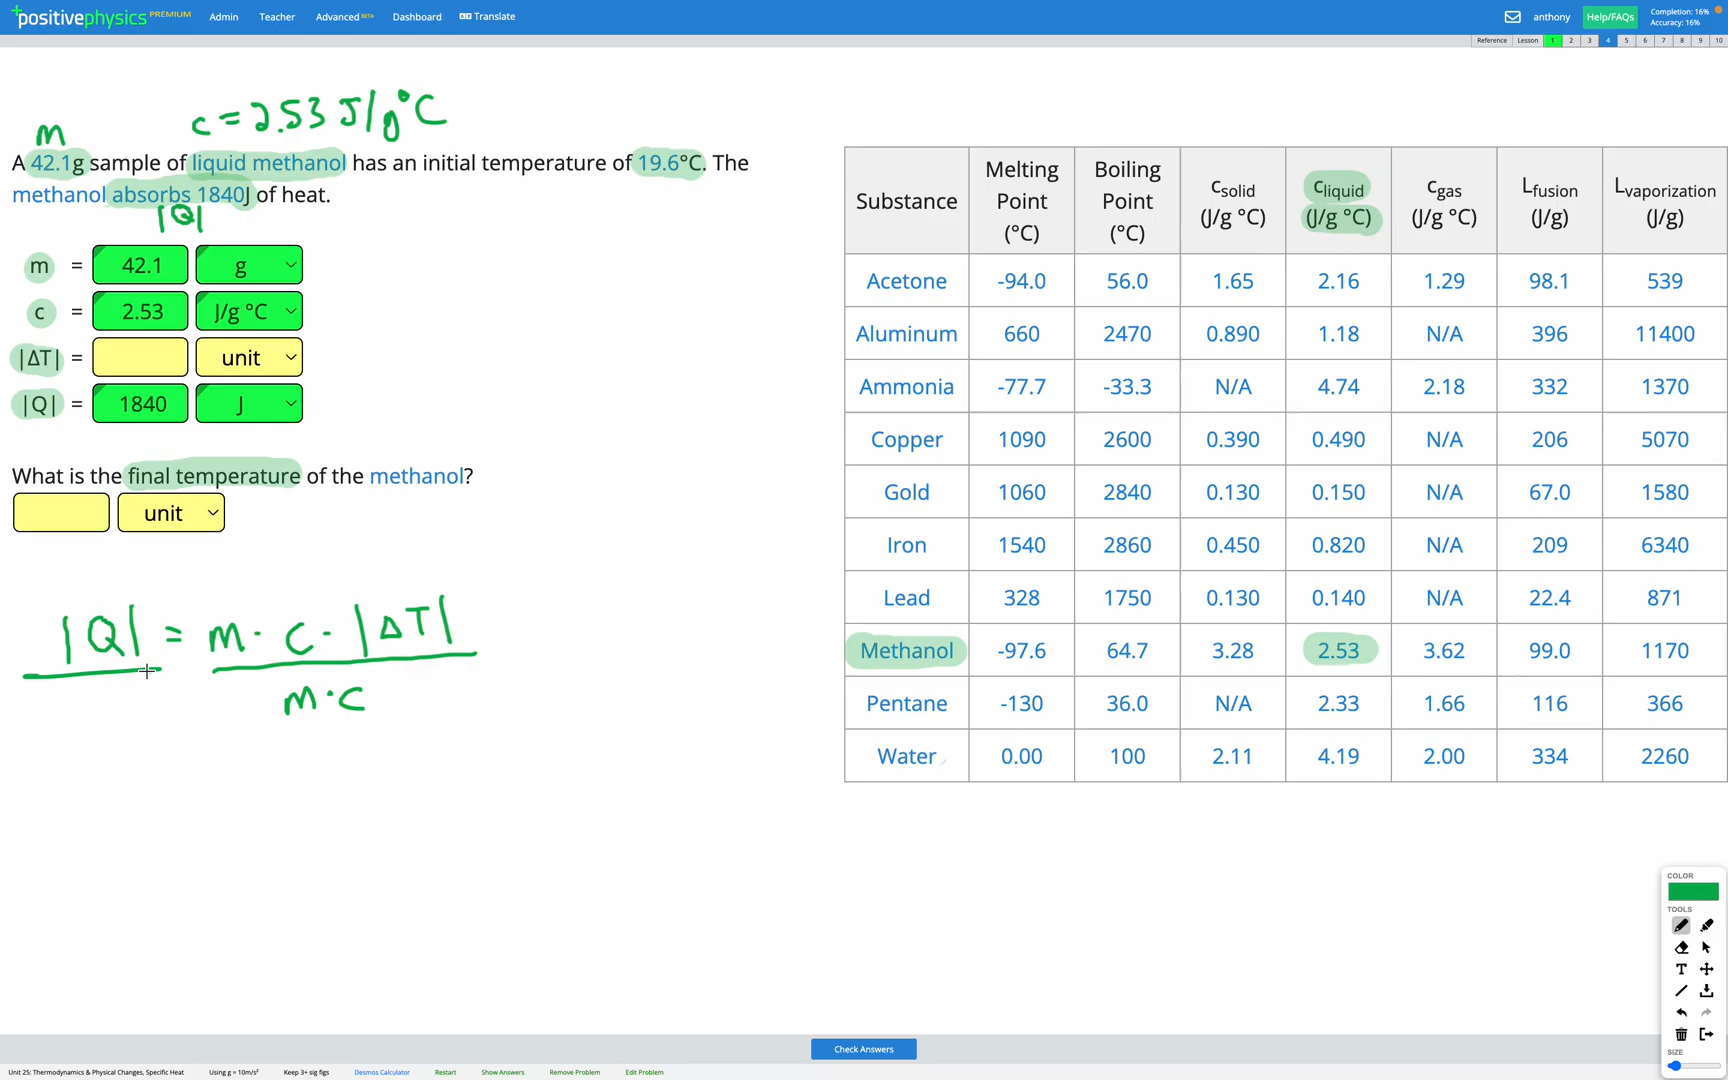 positivephysics PREMIUM Admin Teacher Advanced BETA Dashboard Translate anthony Help/FAQs Completion: 16% Accuracy: 16%
Reference Lesson 1 2 3 4 5 6 7 8 9 10
m c = 2.53 J/g°C
A 42.1g sample of liquid methanol has an initial temperature of 19.6°C. The
methanol absorbs 1840J of heat.
|Q|
m = 42.1 g
c = 2.53 J/g °C
|ΔT| = unit
|Q| = 1840 J
What is the final temperature of the methanol?
unit
|Q| = m · c · |ΔT|
m · c
Substance Melting Point (°C) Boiling Point (°C) csolid (J/g °C) cliquid (J/g °C) cgas (J/g °C) Lfusion (J/g) Lvaporization (J/g)
Acetone -94.0 56.0 1.65 2.16 1.29 98.1 539
Aluminum 660 2470 0.890 1.18 N/A 396 11400
Ammonia -77.7 -33.3 N/A 4.74 2.18 332 1370
Copper 1090 2600 0.390 0.490 N/A 206 5070
Gold 1060 2840 0.130 0.150 N/A 67.0 1580
Iron 1540 2860 0.450 0.820 N/A 209 6340
Lead 328 1750 0.130 0.140 N/A 22.4 871
Methanol -97.6 64.7 3.28 2.53 3.62 99.0 1170
Pentane -130 36.0 N/A 2.33 1.66 116 366
Water 0.00 100 2.11 4.19 2.00 334 2260
COLOR
TOOLS
T
SIZE
Check Answers
Unit 25: Thermodynamics & Physical Changes, Specific Heat Using g = 10m/s² Keep 3+ sig figs Desmos Calculator Restart Show Answers Remove Problem Edit Problem